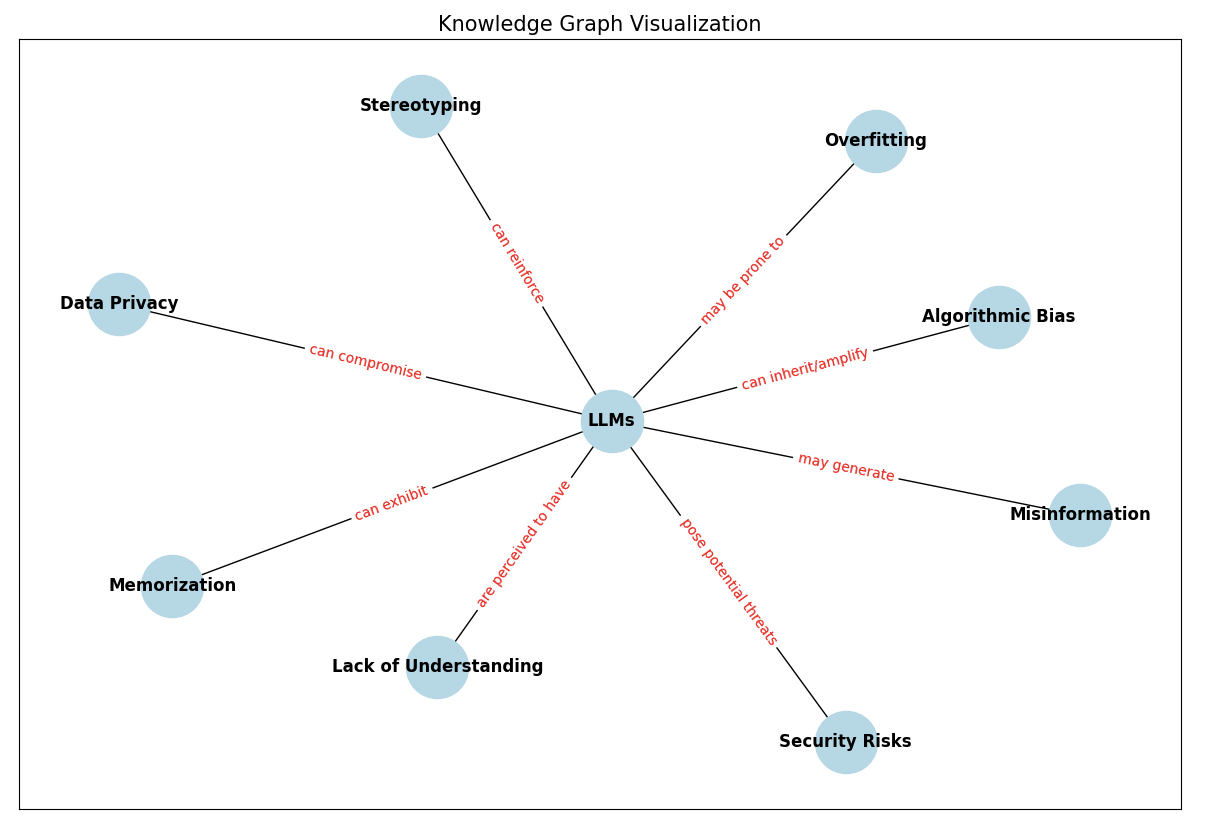 Knowledge Graph Visualization
Stereotyping
Overfitting
can reinforce
may be prone to
Data Privacy
Algorithmic Bias
can compromise
can inherit/amplify
LLMs
may generate
can exhibit
Misinformation
are perceived to have
pose potential threats
Memorization
Lack of Understanding
Security Risks